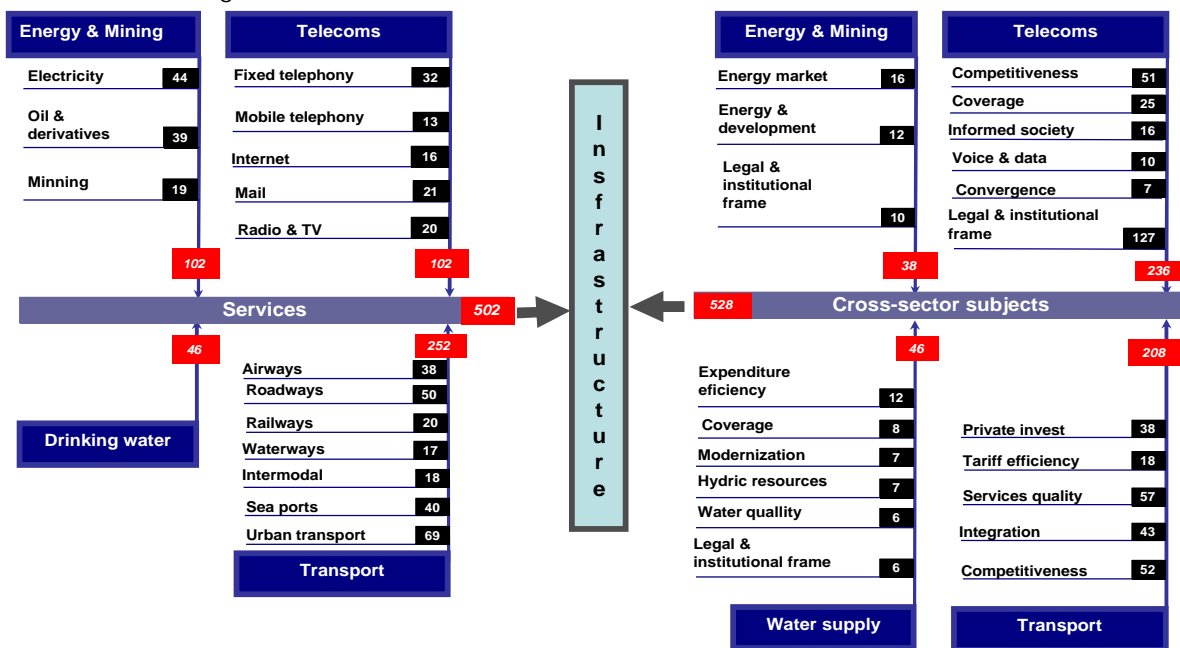 Energy & Mining
Electricity 44
Oil &
derivatives 39
Minning 19
102
Telecoms
Fixed telephony 32
Mobile telephony 13
Internet 16
Mail 21
Radio & TV 20
102
Services 502
46
Drinking water
252
Airways 38
Roadways 50
Railways 20
Waterways 17
Intermodal 18
Sea ports 40
Urban transport 69
Transport
I
n
s
f
r
a
s
t
r
u
c
t
u
r
e
Energy & Mining
Energy market 16
Energy &
development 12
Legal &
institutional
frame
10
38
Telecoms
Competitiveness 51
Coverage 25
Informed society 16
Voice & data 10
Convergence 7
Legal & institutional
frame 127
236
528 Cross-sector subjects
46
Expenditure
eficiency 12
Coverage 8
Modernization 7
Hydric resources 7
Water quallity 6
Legal &
institutional frame 6
Water supply
208
Private invest 38
Tariff efficiency 18
Services quality 57
Integration 43
Competitiveness 52
Transport